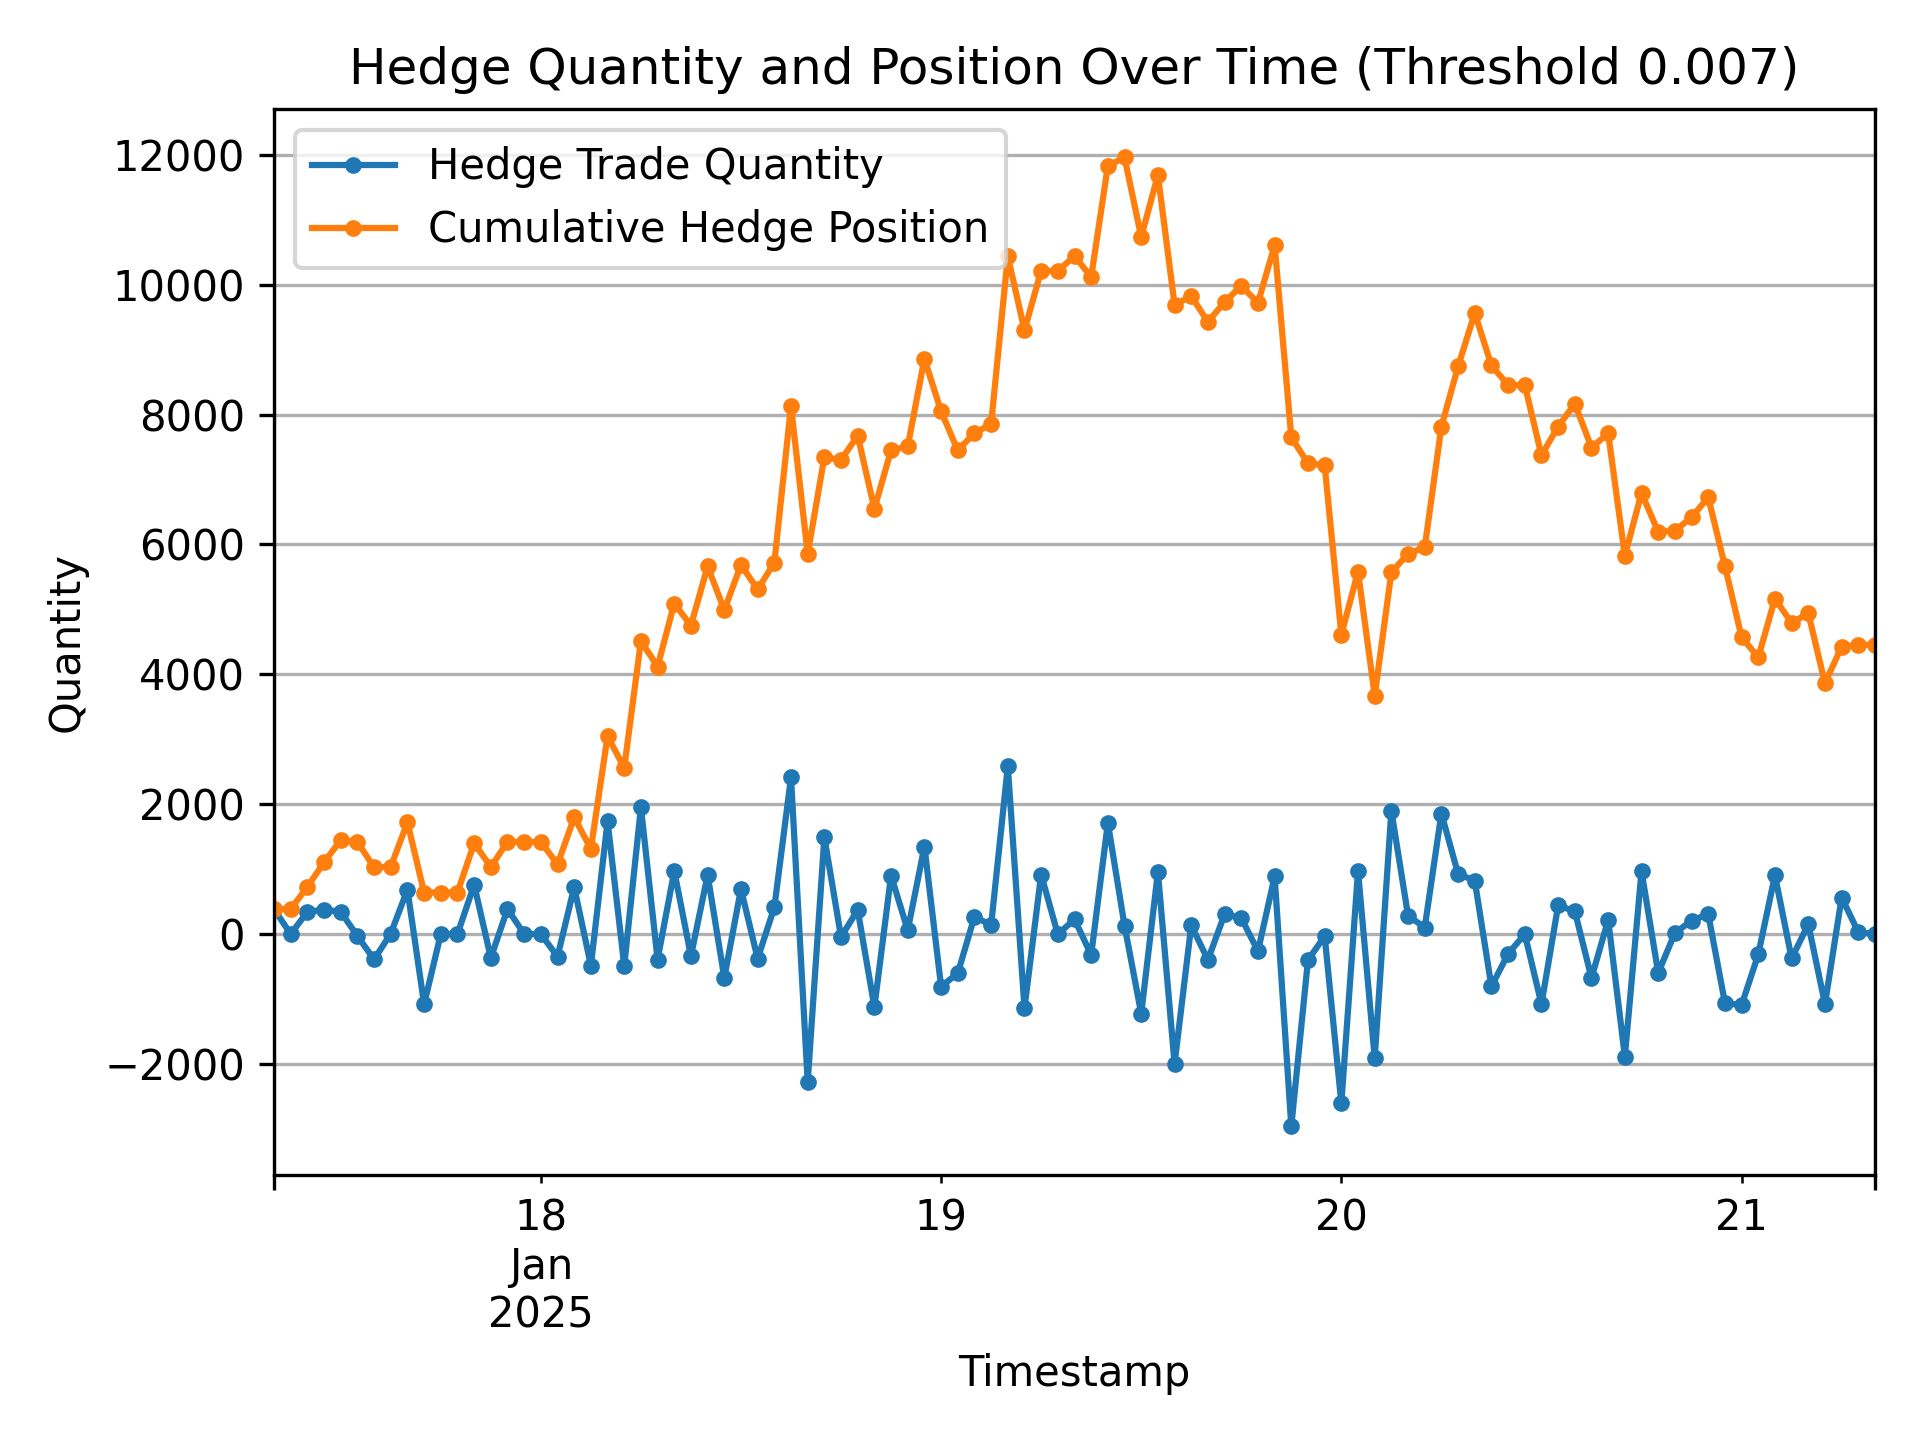 Hedge Quantity and Position Over Time (Threshold 0.007)
Hedge Trade Quantity
Cumulative Hedge Position
12000
10000
8000
6000
4000
2000
0
−2000
Quantity
18
19
20
21
Jan
2025
Timestamp